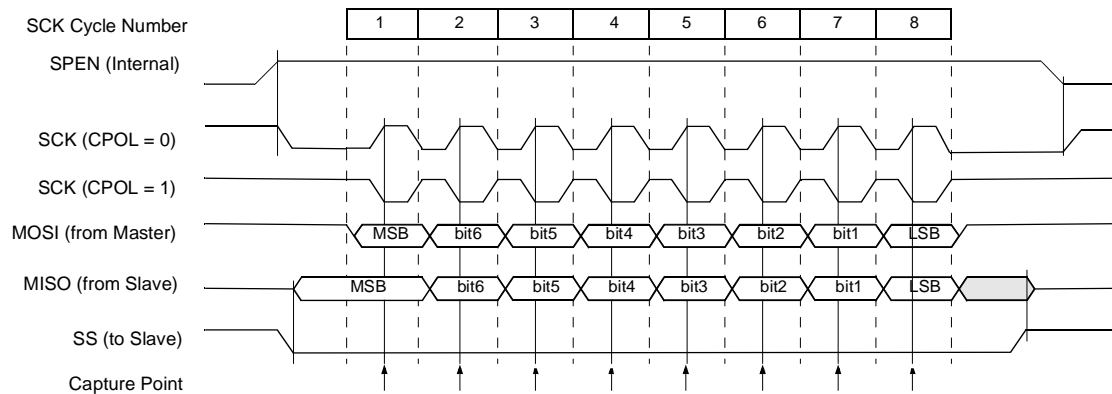 SCK Cycle Number 1 2 3 4 5 6 7 8
SPEN (Internal)
SCK (CPOL = 0)
SCK (CPOL = 1)
MOSI (from Master) MSB bit6 bit5 bit4 bit3 bit2 bit1 LSB
MISO (from Slave) MSB bit6 bit5 bit4 bit3 bit2 bit1 LSB
SS (to Slave)
Capture Point